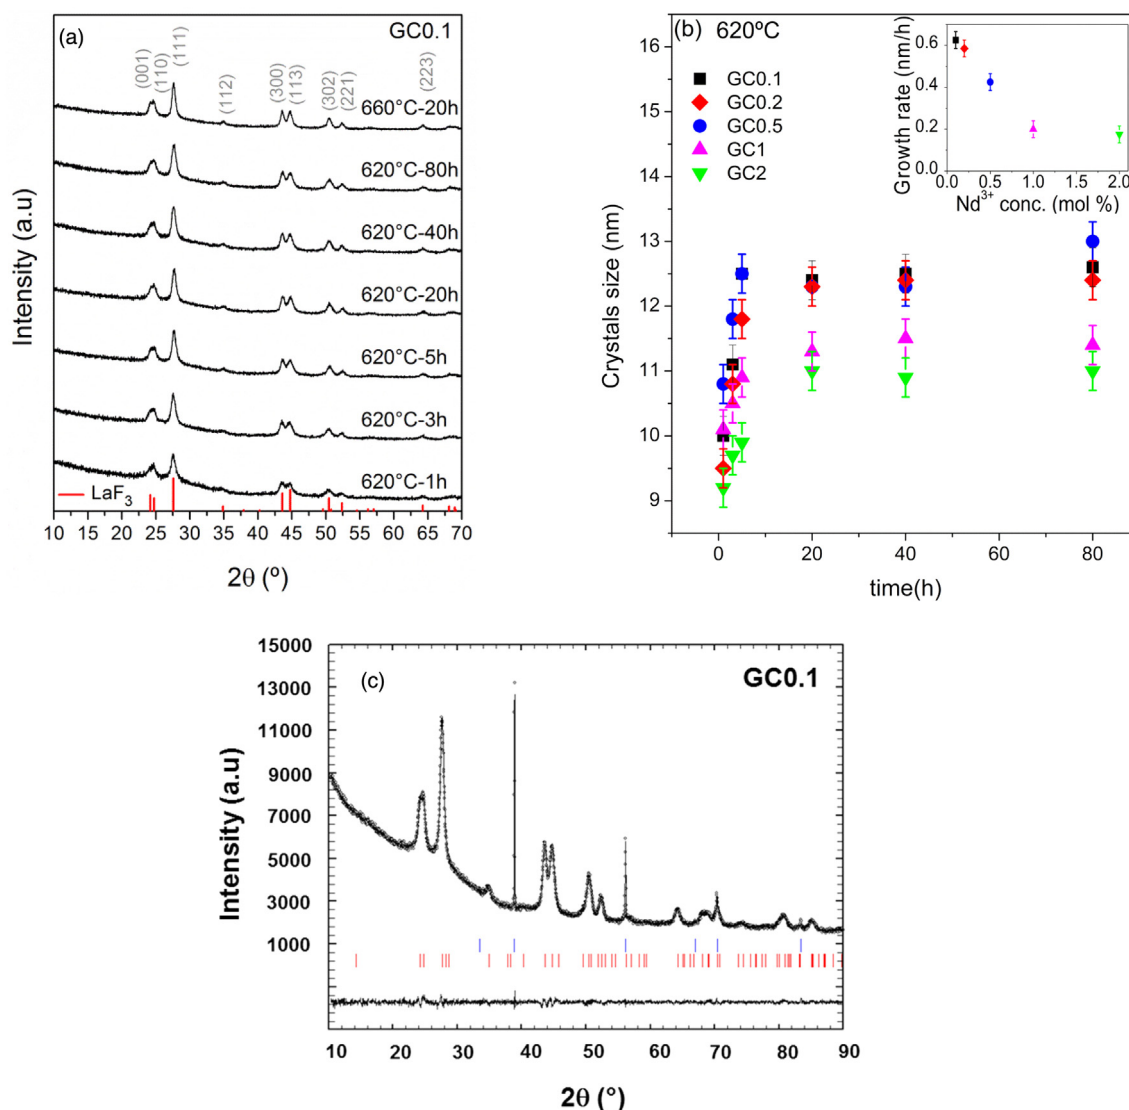 (a)
GC0.1
(001)
(110)
(111)
(112)
(300)
(113)
(302)
(221)
(223)
660°C-20h
620°C-80h
620°C-40h
620°C-20h
620°C-5h
620°C-3h
620°C-1h
LaF3
Intensity (a.u)
10 15 20 25 30 35 40 45 50 55 60 65 70
2θ (º)
(b) 620ºC
GC0.1
GC0.2
GC0.5
GC1
GC2
16
15
14
13
12
11
10
9
Crystals size (nm)
0 20 40 60 80
time(h)
Growth rate (nm/h)
0.6
0.4
0.2
0.0
0.0 0.5 1.0 1.5 2.0
Nd3+ conc. (mol %)
(c)
GC0.1
15000
13000
11000
9000
7000
5000
3000
1000
Intensity (a.u)
10 20 30 40 50 60 70 80 90
2θ (°)